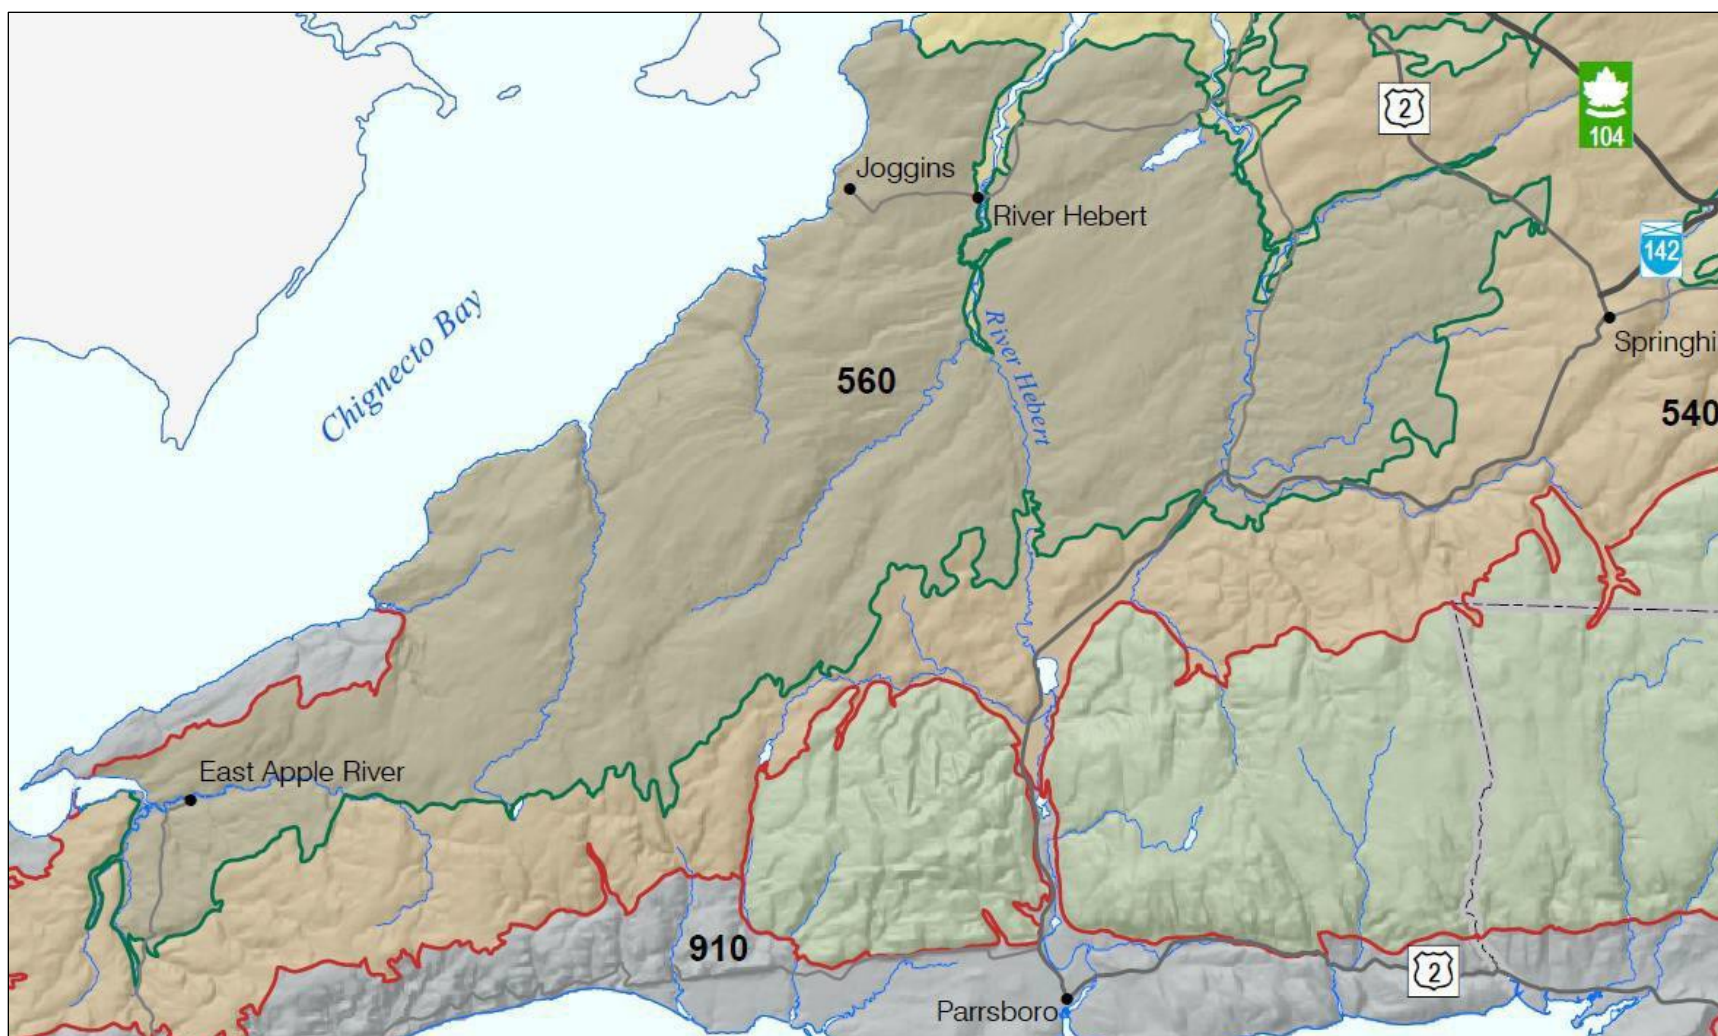 2
104
Joggins
River Hebert
142
Springhi
Chignecto Bay
River Hebert
560
540
East Apple River
910
2
Parrsboro